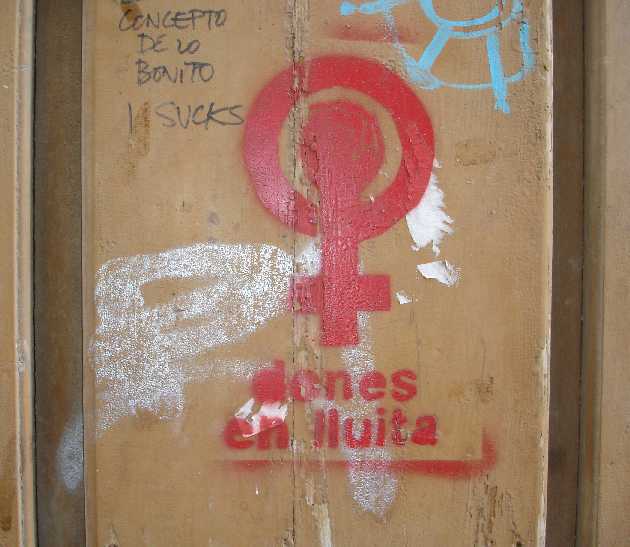 CONCEPTO
DE LO
BONITO
SUCKS
dones
en lluita